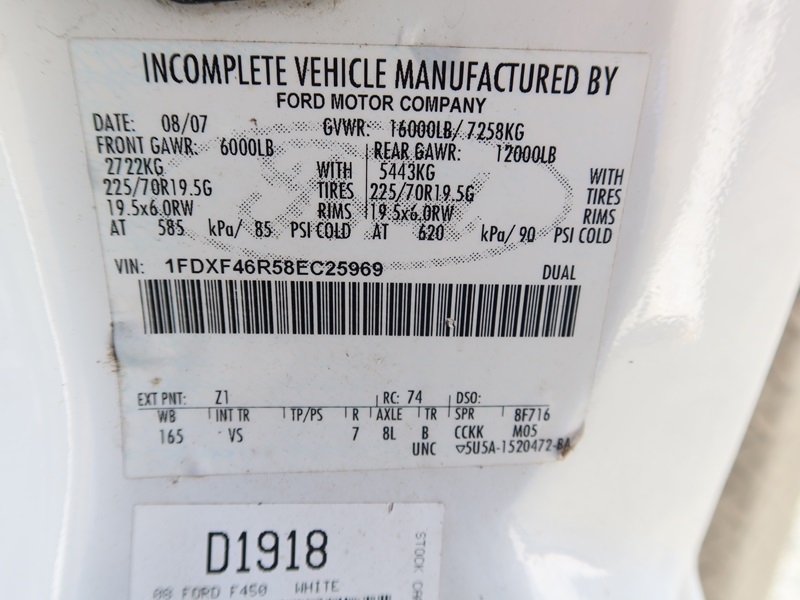 INCOMPLETE VEHICLE MANUFACTURED BY
FORD MOTOR COMPANY
DATE: 08/07 GVWR: 16000LB/ 7258KG
FRONT GAWR: 6000LB REAR GAWR: 12000LB
2722KG WITH 5443KG WITH
225/70R19.5G TIRES 225/70R19.5G TIRES
19.5x6.0RW RIMS 19.5x6.0RW RIMS
AT 585 kPa/ 85 PSI COLD AT 620 kPa/ 90 PSI COLD
VIN: 1FDXF46R58EC25969 DUAL
EXT PNT: Z1 RC: 74 DSO:
WB INT TR TP/PS R AXLE TR SPR 8F716
165 VS 7 8L B CCKK M05
UNC ▽5U5A-1520472-BA
D1918
08 FORD F450 WHITE
STOCK